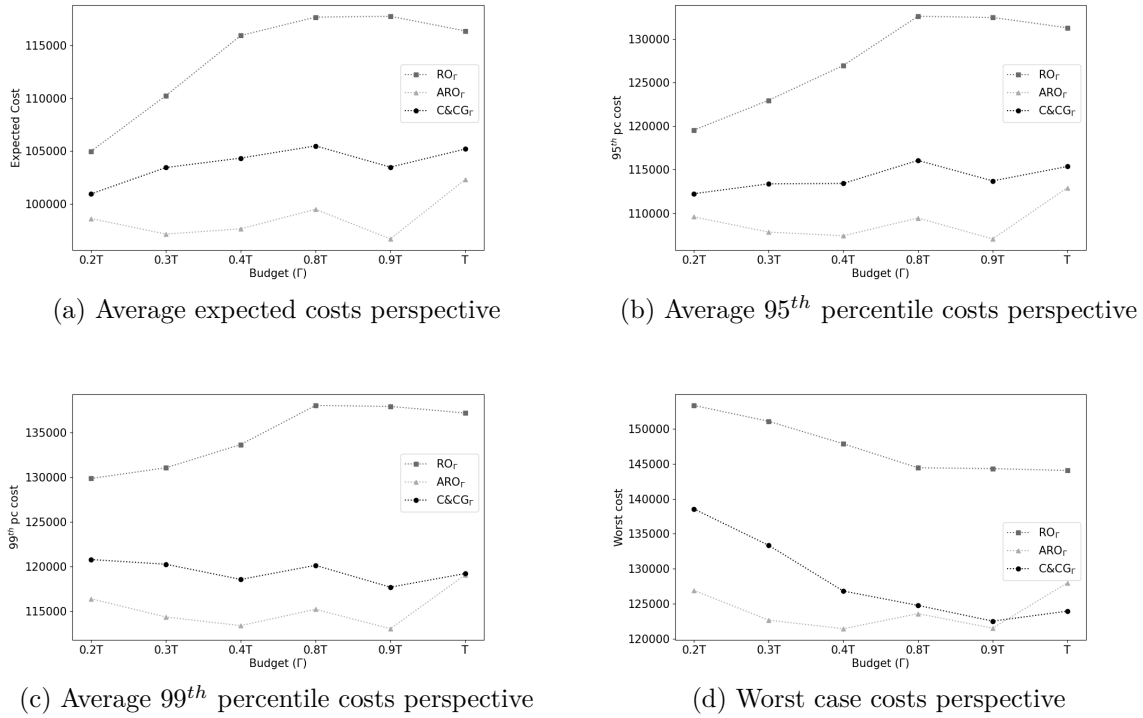 115000
110000
105000
100000
Expected Cost
RO_Γ
ARO_Γ
C&CG_Γ
0.2T 0.3T 0.4T 0.8T 0.9T T
Budget (Γ)
(a) Average expected costs perspective
130000
125000
120000
115000
110000
95^{th} pc cost
RO_Γ
ARO_Γ
C&CG_Γ
0.2T 0.3T 0.4T 0.8T 0.9T T
Budget (Γ)
(b) Average 95^{th} percentile costs perspective
135000
130000
125000
120000
115000
99^{th} pc cost
RO_Γ
ARO_Γ
C&CG_Γ
0.2T 0.3T 0.4T 0.8T 0.9T T
Budget (Γ)
(c) Average 99^{th} percentile costs perspective
150000
145000
140000
135000
130000
125000
120000
Worst cost
RO_Γ
ARO_Γ
C&CG_Γ
0.2T 0.3T 0.4T 0.8T 0.9T T
Budget (Γ)
(d) Worst case costs perspective